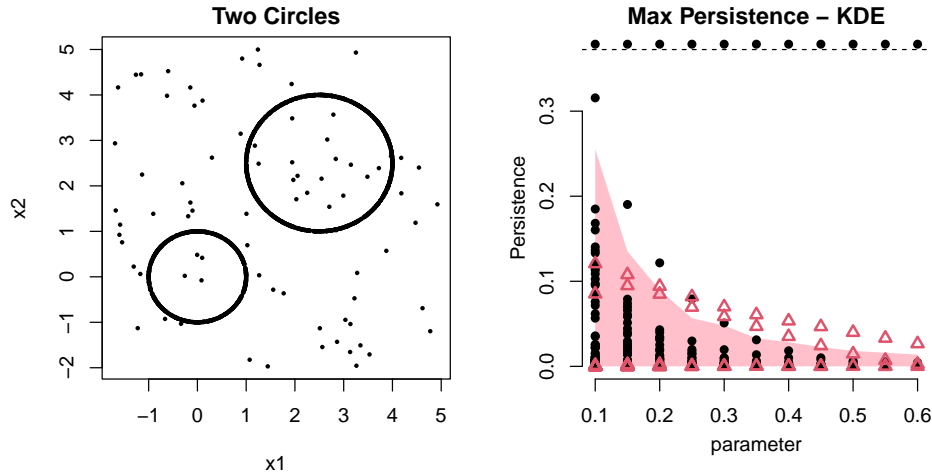 Two Circles
x2
5
4
3
2
1
0
−1
−2
−1 0 1 2 3 4 5
x1
Max Persistence − KDE
Persistence
0.3
0.2
0.1
0.0
0.1 0.2 0.3 0.4 0.5 0.6
parameter